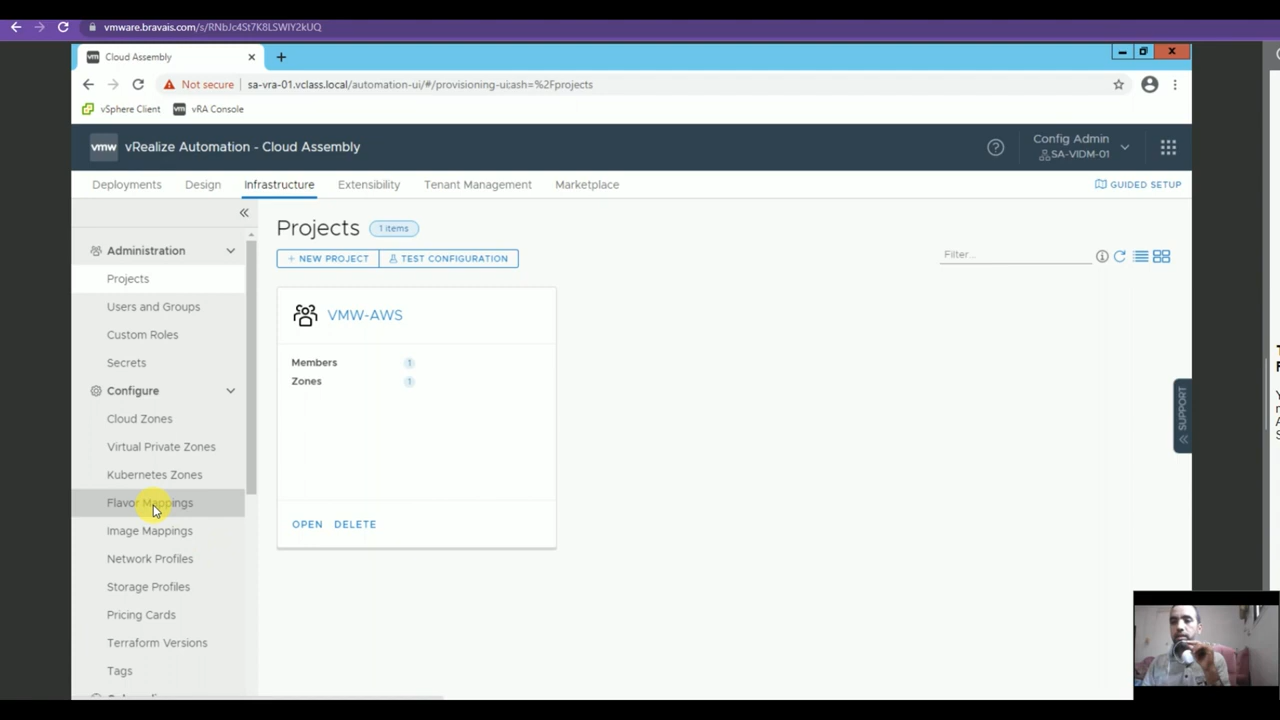 vmware.bravais.com/s/RNbJc4St7K8LSWlY2kUQ
vm Cloud Assembly
Not secure sa-vra-01.vclass.local/automation-ui/#/provisioning-ui;ash=%2Fprojects
vSphere Client vm vRA Console
vmw vRealize Automation - Cloud Assembly
Config Admin
SA-VIDM-01
Deployments Design Infrastructure Extensibility Tenant Management Marketplace GUIDED SETUP
Projects 1 items
+ NEW PROJECT TEST CONFIGURATION Filter...
Administration
Projects
Users and Groups
Custom Roles
Secrets
Configure
Cloud Zones
Virtual Private Zones
Kubernetes Zones
Flavor Mappings
Image Mappings
Network Profiles
Storage Profiles
Pricing Cards
Terraform Versions
Tags
VMW-AWS
Members 1
Zones 1
OPEN DELETE
SUPPORT